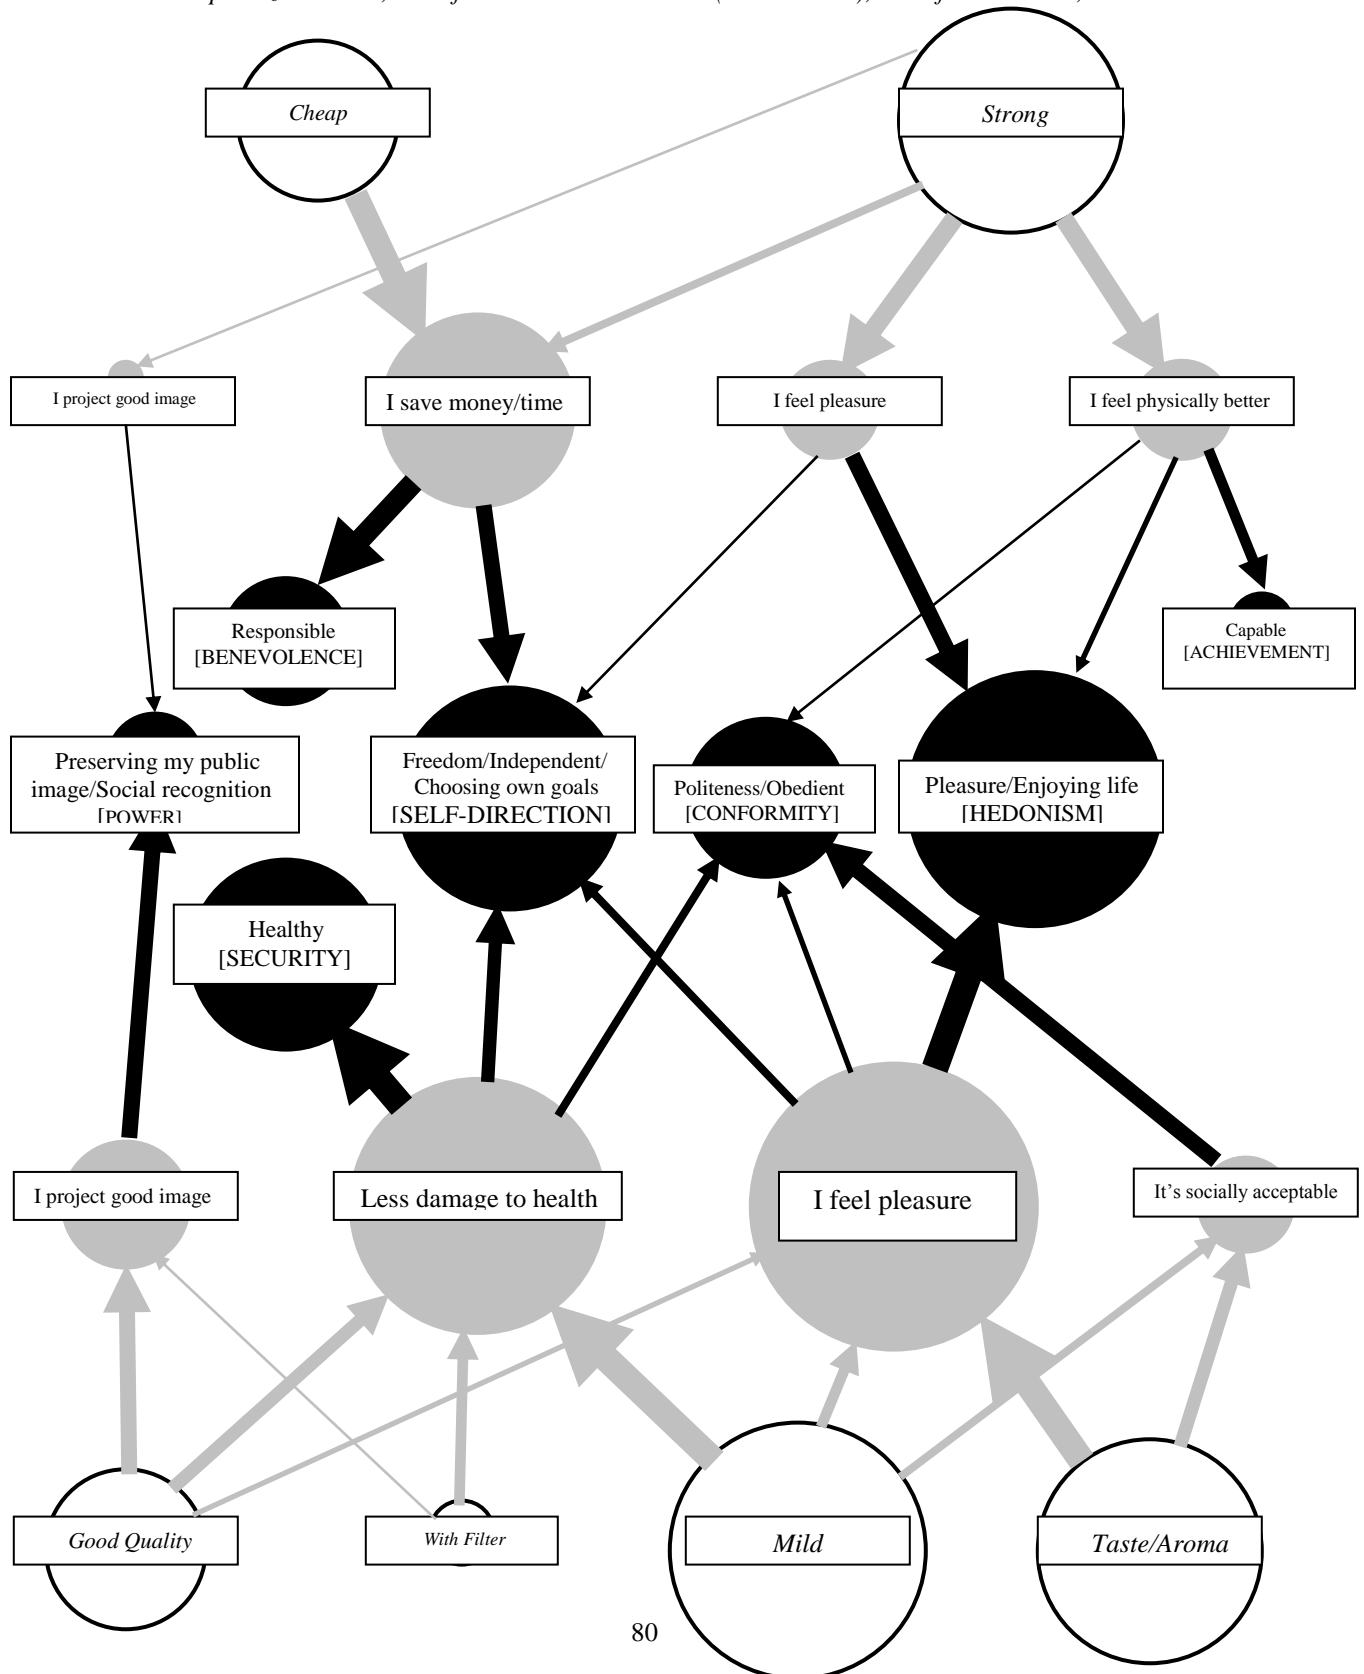 Cheap
Strong
I project good image
I save money/time
I feel pleasure
I feel physically better
Responsible
[BENEVOLENCE]
Capable
[ACHIEVEMENT]
Preserving my public
image/Social recognition
[POWER]
Freedom/Independent/
Choosing own goals
[SELF-DIRECTION]
Politeness/Obedient
[CONFORMITY]
Pleasure/Enjoying life
[HEDONISM]
Healthy
[SECURITY]
I project good image
Less damage to health
I feel pleasure
It's socially acceptable
Good Quality
With Filter
Mild
Taste/Aroma
80